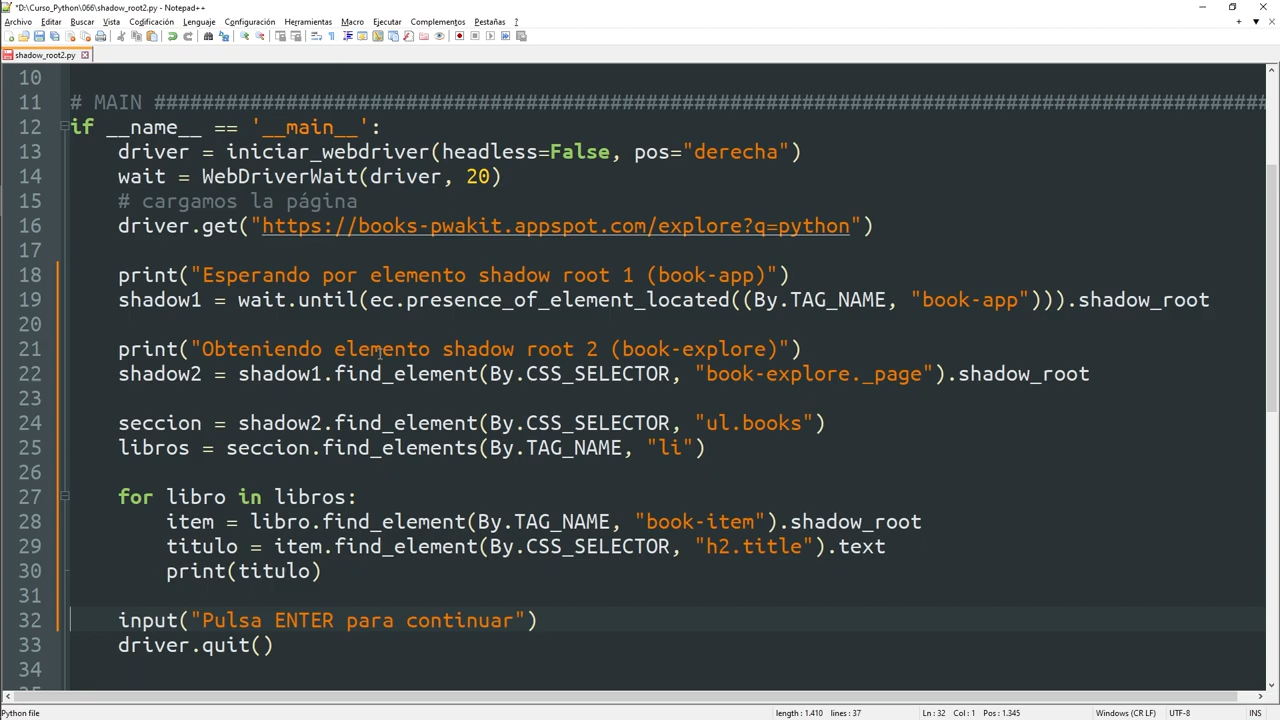 *D:\Curso_Python\066\shadow_root2.py - Notepad++
Archivo Editar Buscar Vista Codificación Lenguaje Configuración Herramientas Macro Ejecutar Complementos Pestañas ?
shadow_root2.py
10
11 # MAIN ##############################################################################################
12 if __name__ == '__main__':
13 driver = iniciar_webdriver(headless=False, pos="derecha")
14 wait = WebDriverWait(driver, 20)
15 # cargamos la página
16 driver.get("https://books-pwakit.appspot.com/explore?q=python")
17
18 print("Esperando por elemento shadow root 1 (book-app)")
19 shadow1 = wait.until(ec.presence_of_element_located((By.TAG_NAME, "book-app"))).shadow_root
20
21 print("Obteniendo elemento shadow root 2 (book-explore)")
22 shadow2 = shadow1.find_element(By.CSS_SELECTOR, "book-explore._page").shadow_root
23
24 seccion = shadow2.find_element(By.CSS_SELECTOR, "ul.books")
25 libros = seccion.find_elements(By.TAG_NAME, "li")
26
27 for libro in libros:
28 item = libro.find_element(By.TAG_NAME, "book-item").shadow_root
29 titulo = item.find_element(By.CSS_SELECTOR, "h2.title").text
30 print(titulo)
31
32 input("Pulsa ENTER para continuar")
33 driver.quit()
34
Python file length : 1.410 lines : 37 Ln : 32 Col : 1 Pos : 1.345 Windows (CR LF) UTF-8 INS